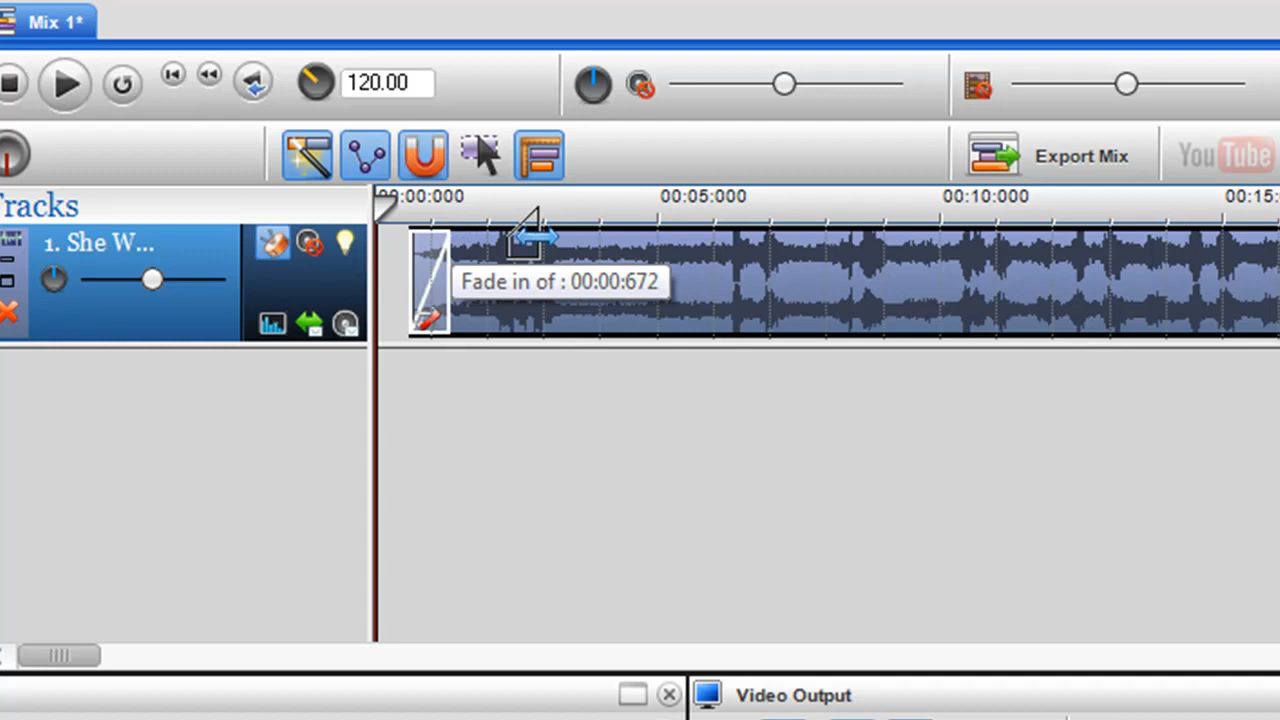 Mix 1*
120.00
Export Mix
YouTube
Tracks
00:00:000
00:05:000
00:10:000
00:15:
1. She W...
Fade in of : 00:00:672
Video Output